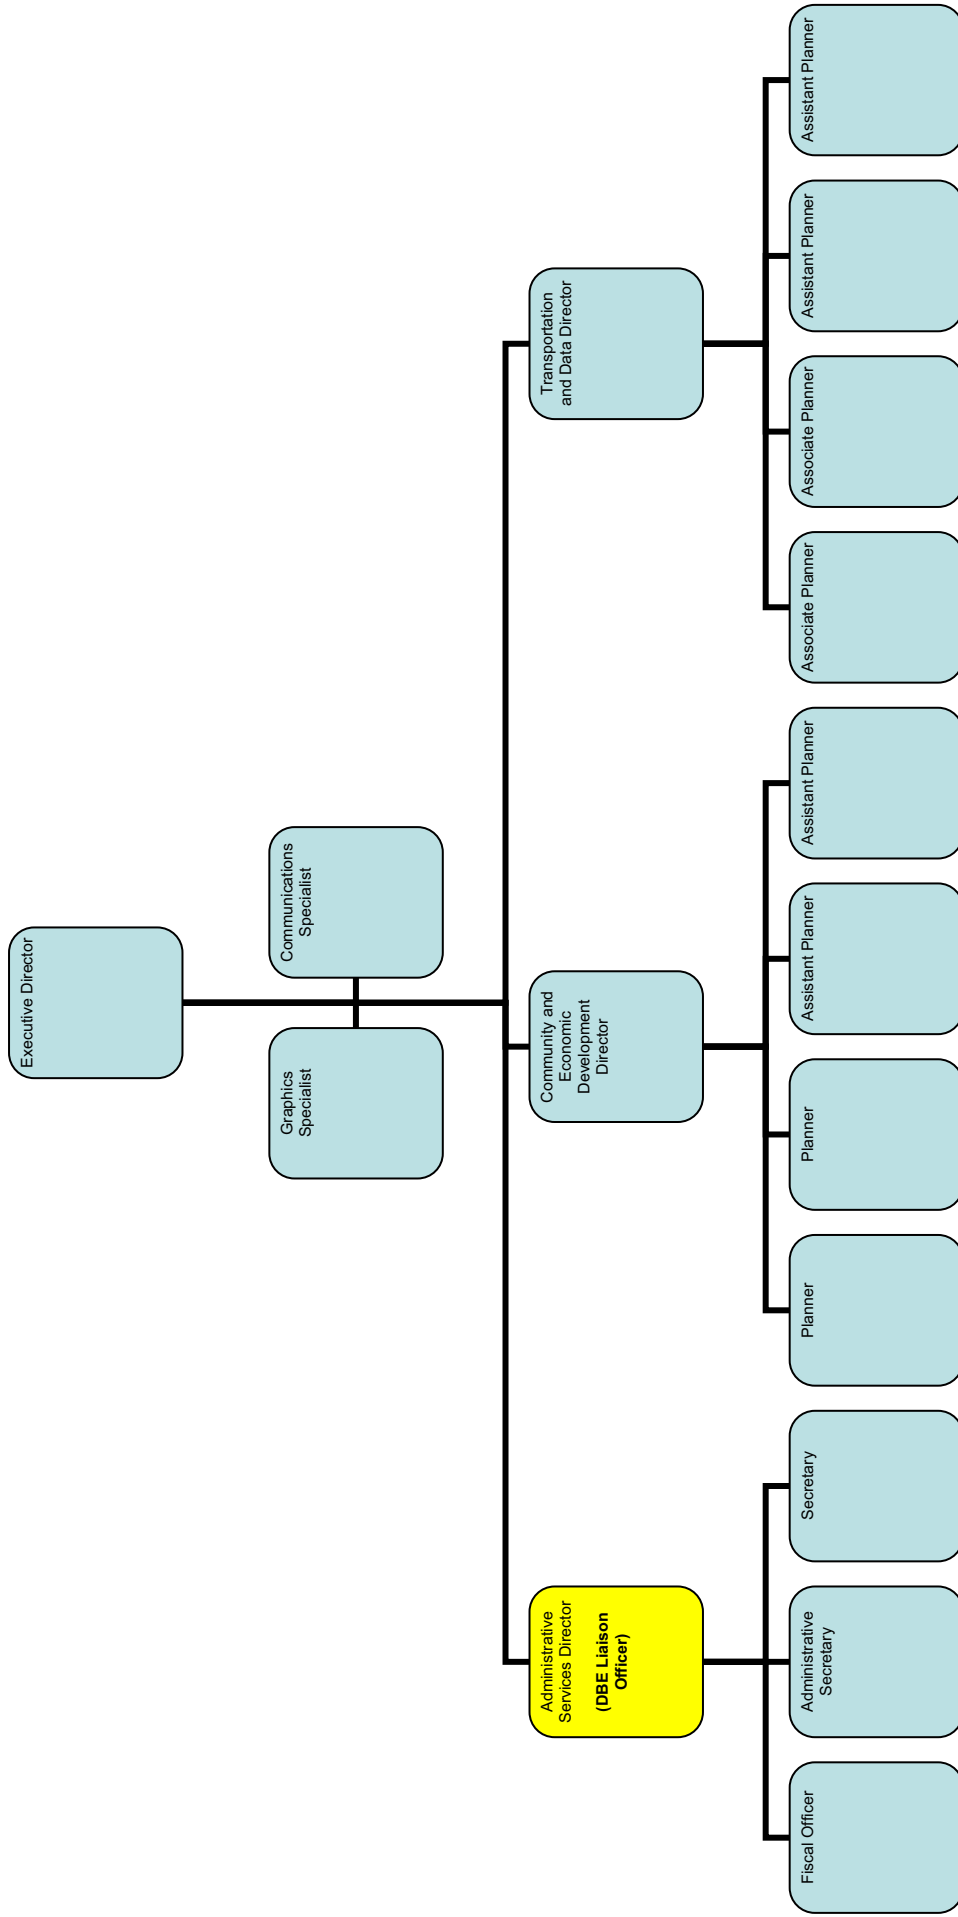 Executive Director
Graphics
Specialist
Communications
Specialist
Administrative
Services Director
(DBE Liaison
Officer)
Community and
Economic
Development
Director
Transportation
and Data Director
Fiscal Officer
Administrative
Secretary
Secretary
Planner
Planner
Assistant Planner
Assistant Planner
Associate Planner
Associate Planner
Assistant Planner
Assistant Planner